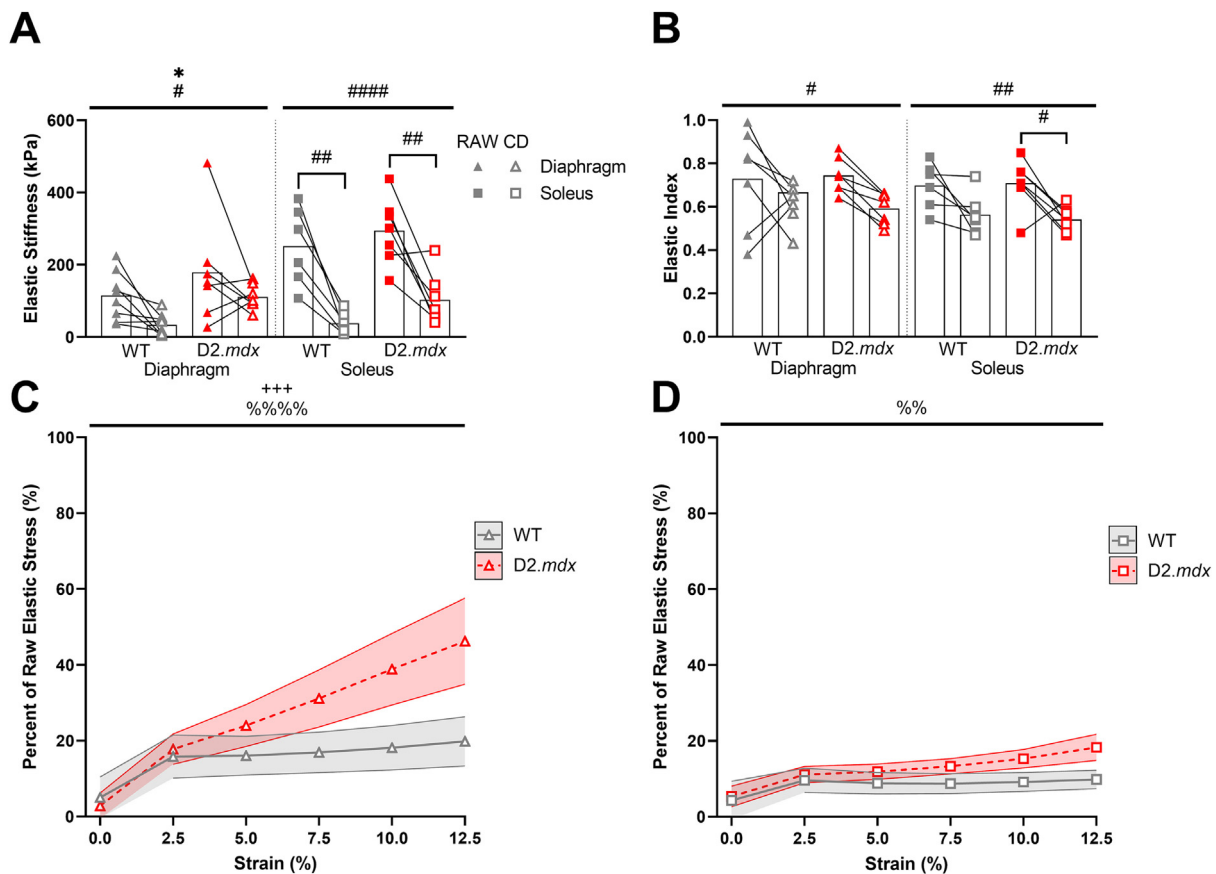 A
*
#
####
600
400
200
0
Elastic Stiffness (kPa)
##
##
RAW CD
Diaphragm
Soleus
WT
D2.mdx
WT
D2.mdx
Diaphragm
Soleus
B
#
##
#
1.0
0.8
0.6
0.4
0.2
0.0
Elastic Index
WT
D2.mdx
WT
D2.mdx
Diaphragm
Soleus
C
+++
%%%%
100
80
60
40
20
0
Percent of Raw Elastic Stress (%)
WT
D2.mdx
0.0 2.5 5.0 7.5 10.0 12.5
Strain (%)
D
%%
100
80
60
40
20
0
Percent of Raw Elastic Stress (%)
WT
D2.mdx
0.0 2.5 5.0 7.5 10.0 12.5
Strain (%)